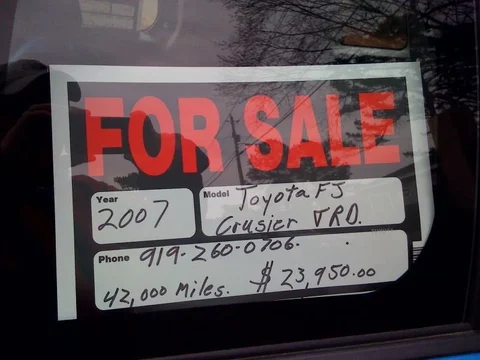 FOR SALE
Year
2007
Model Toyota FJ
Crusier TRD.
Phone 919-260-0706.
42,000 Miles. $23,950.00